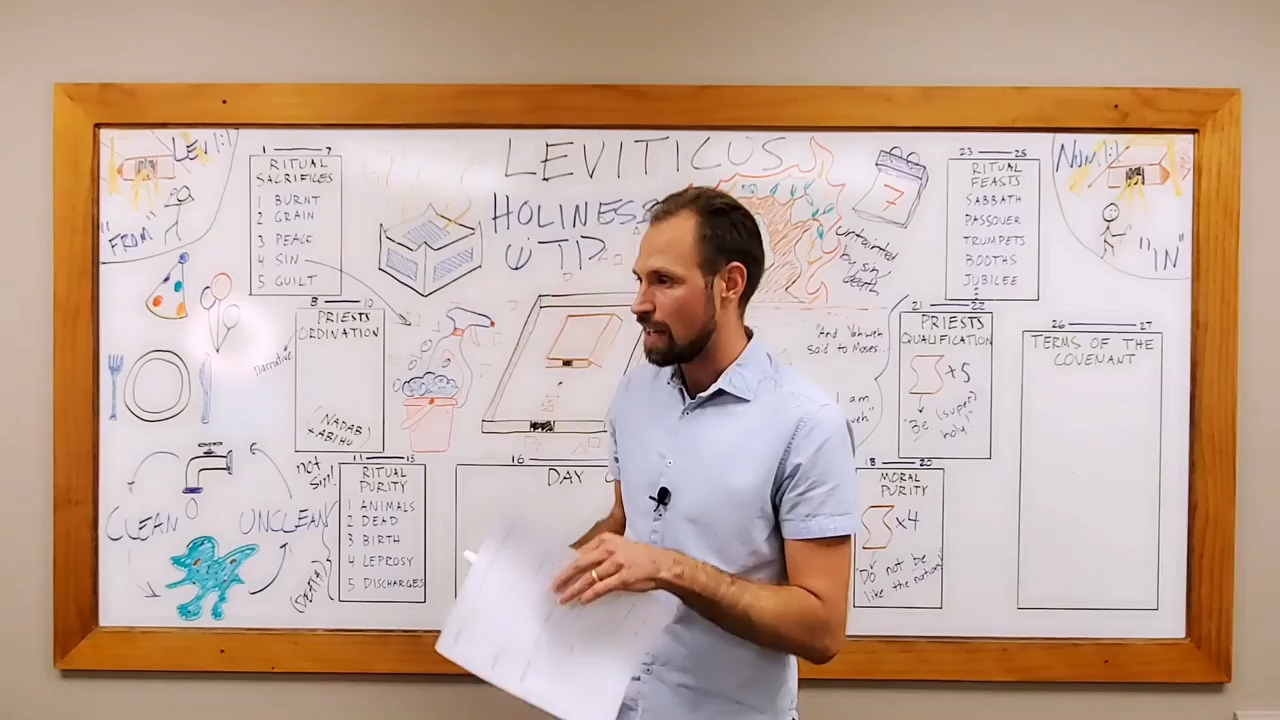 LEVITICUS
HOLINESS
LEV 1:1
"FROM"
1 7
RITUAL
SACRIFICES
1 BURNT
2 GRAIN
3 PEACE
4 SIN
5 GUILT
8 10
PRIESTS
ORDINATION
Narrative
(NADAB
+ ABIHU)
CLEAN
UNCLEAN
not
sin!
11 15
RITUAL
PURITY
1 ANIMALS
2 DEAD
3 BIRTH
4 LEPROSY
5 DISCHARGES
(DEATH)
16
DAY
7
untainted
by sin,
death
"And Yahweh
said to Moses...
I am
18 20
MORAL
PURITY
x4
"Do not be
like the nations"
21 22
PRIESTS
QUALIFICATION
+5
"Be (super)
holy!"
23 25
RITUAL
FEASTS
SABBATH
PASSOVER
TRUMPETS
BOOTHS
JUBILEE
26 27
TERMS OF THE
COVENANT
NUM 1:1
"IN"